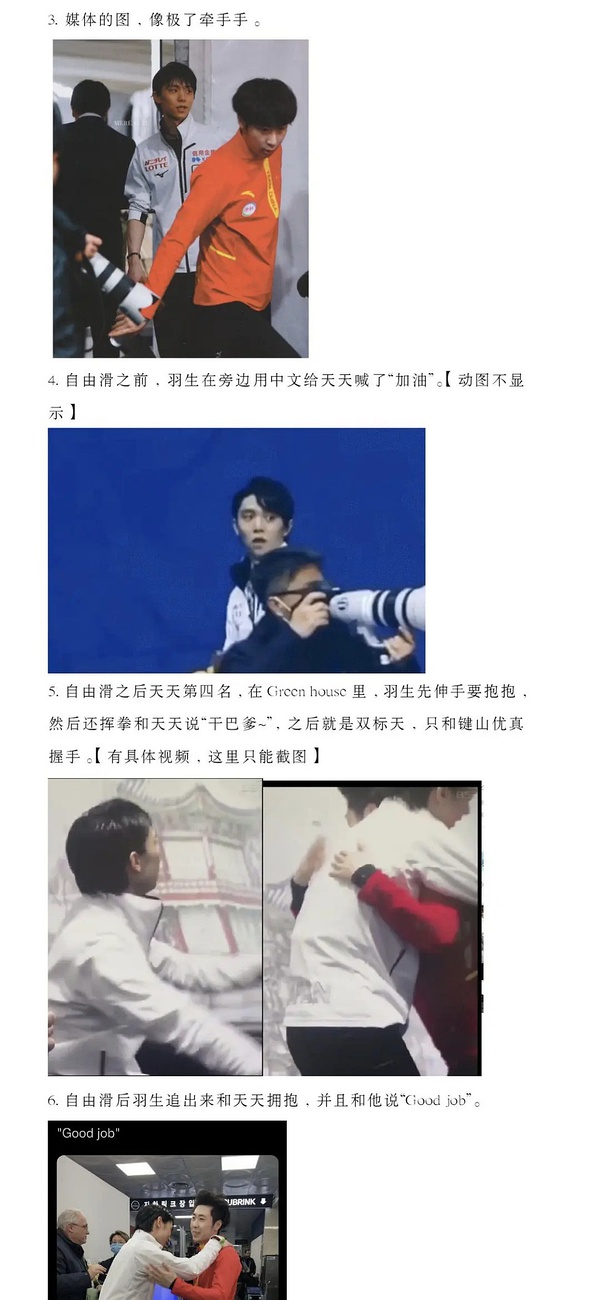 3. 媒体的图，像极了牵手手。
LOTTE
4. 自由滑之前，羽生在旁边用中文给天天喊了“加油”。【动图不显
示】
5. 自由滑之后天天第四名，在 Green house 里，羽生先伸手要抱抱，
然后还挥拳和天天说“干巴爹~”，之后就是双标天，只和键山优真
握手。【有具体视频，这里只能截图】
6. 自由滑后羽生追出来和天天拥抱，并且和他说“Good job”。
"Good job"
SUBRINK